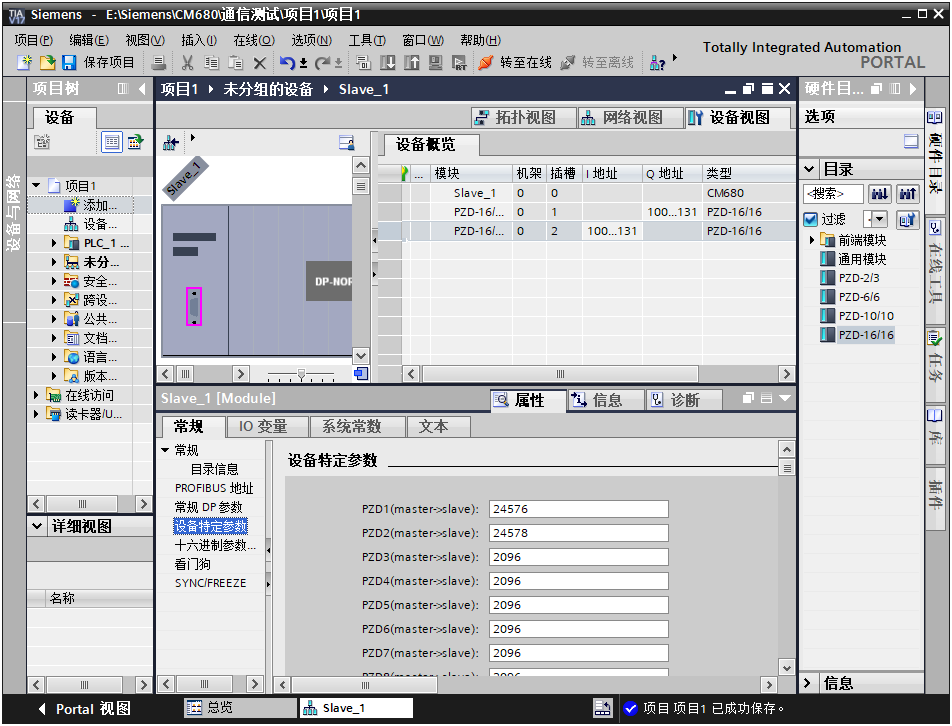 Siemens - E:\Siemens\CM680\通信测试\项目1\项目1
项目(P) 编辑(E) 视图(V) 插入(I) 在线(O) 选项(N) 工具(T) 窗口(W) 帮助(H)
Totally Integrated Automation
PORTAL
保存项目 转至在线 转至离线
项目树
项目1 未分组的设备 Slave_1
硬件目...
设备
拓扑视图 网络视图 设备视图
选项
设备与网络
项目1
添加...
设备...
PLC_1 ...
未分...
安全...
跨设...
公共...
文档...
语言...
版本...
在线访问
读卡器/U...
详细视图
名称
Slave_1
DP-NOR
设备概览
... 模块 机架 插槽 I 地址 Q 地址 类型
Slave_1 0 0 CM680
PZD-16/... 0 1 100...131 PZD-16/16
PZD-16/... 0 2 100...131 PZD-16/16
目录
<搜索>
过滤
前端模块
通用模块
PZD-2/3
PZD-6/6
PZD-10/10
PZD-16/16
信息
硬件目录
在线工具
任务
库
插件
Slave_1 [Module]
属性 信息 诊断
常规 IO 变量 系统常数 文本
常规
目录信息
PROFIBUS 地址
常规 DP 参数
设备特定参数
十六进制参数...
看门狗
SYNC/FREEZE
设备特定参数
PZD1(master->slave): 24576
PZD2(master->slave): 24578
PZD3(master->slave): 2096
PZD4(master->slave): 2096
PZD5(master->slave): 2096
PZD6(master->slave): 2096
PZD7(master->slave): 2096
PZD8(master->slave): 2096
Portal 视图 总览 Slave_1 项目 项目1 已成功保存。